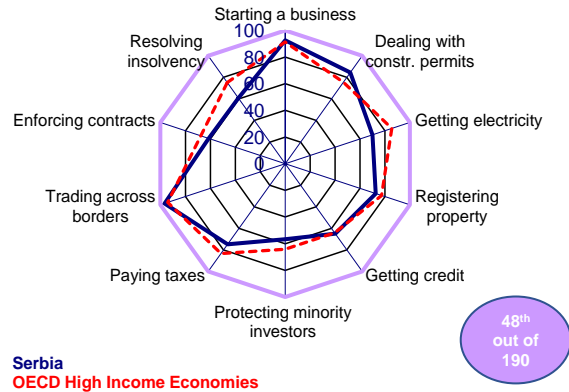 Starting a business
Resolving
insolvency
Dealing with
constr. permits
100
80
60
40
20
0
Enforcing contracts
Getting electricity
Trading across
borders
Registering
property
Paying taxes
Getting credit
Protecting minority
investors
48th
out of
190
Serbia
OECD High Income Economies